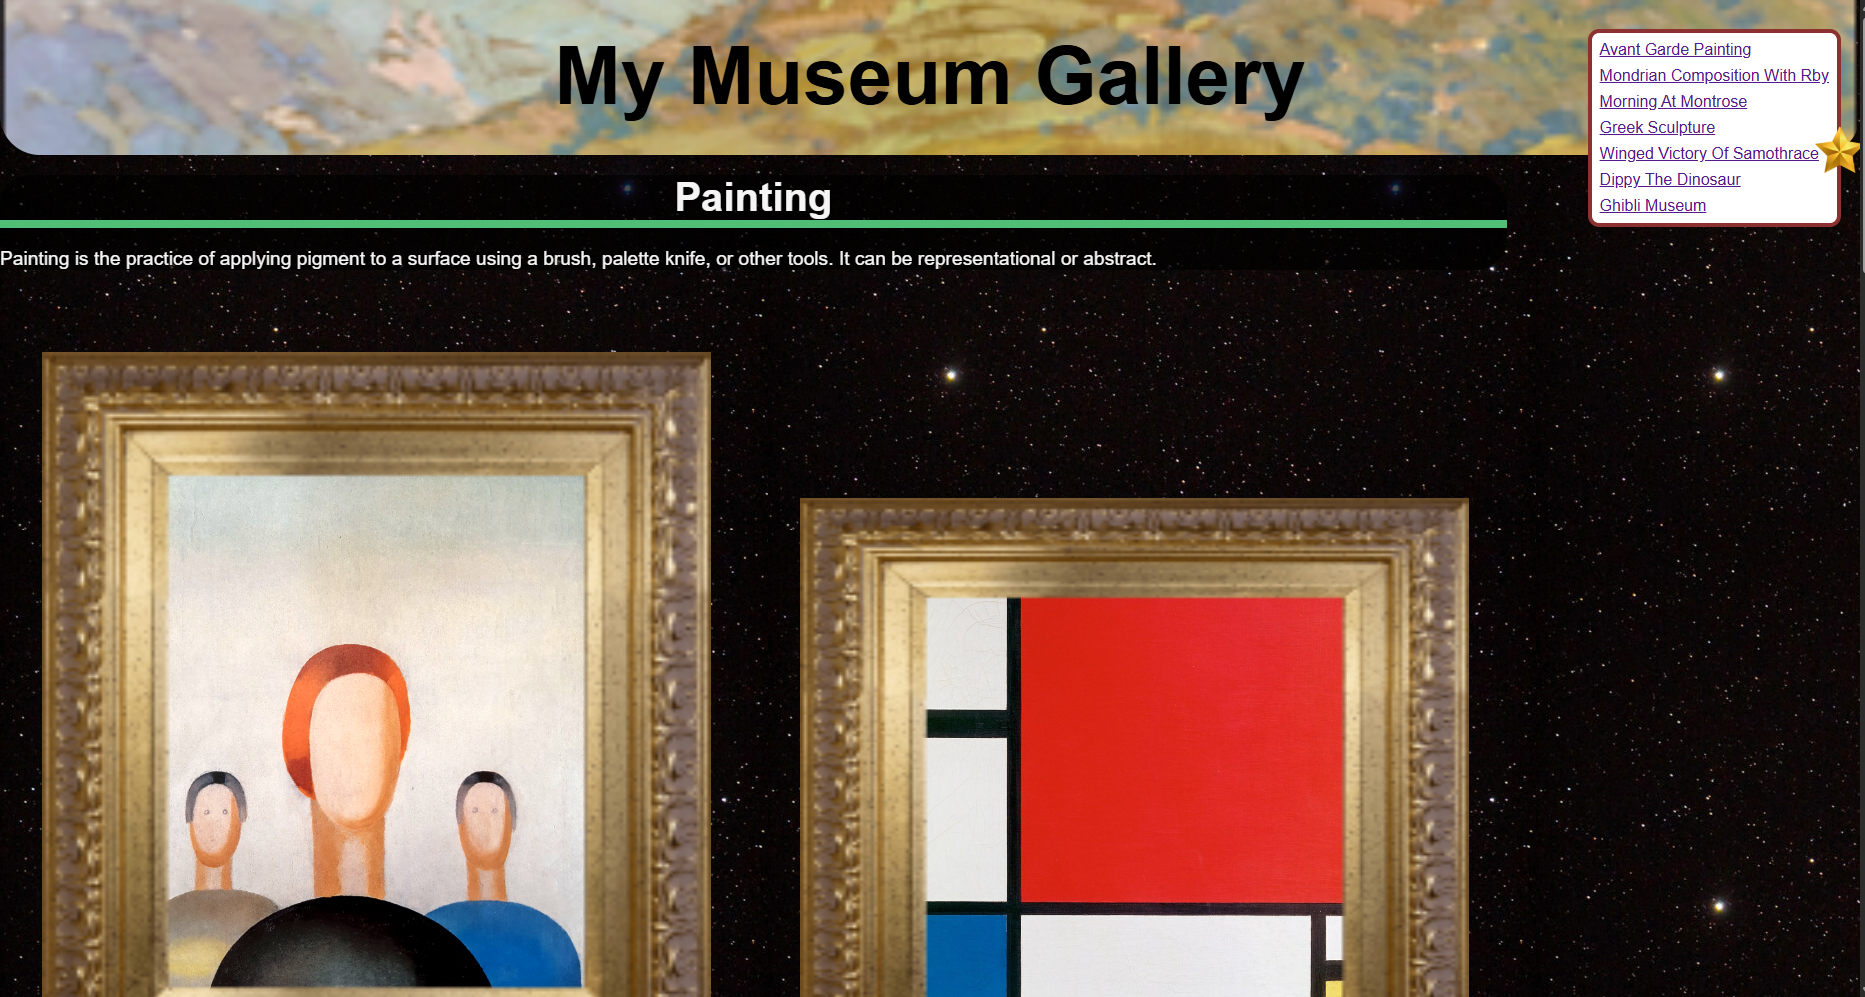 My Museum Gallery
Avant Garde Painting
Mondrian Composition With Rby
Morning At Montrose
Greek Sculpture
Winged Victory Of Samothrace
Dippy The Dinosaur
Ghibli Museum
Painting
Painting is the practice of applying pigment to a surface using a brush, palette knife, or other tools. It can be representational or abstract.